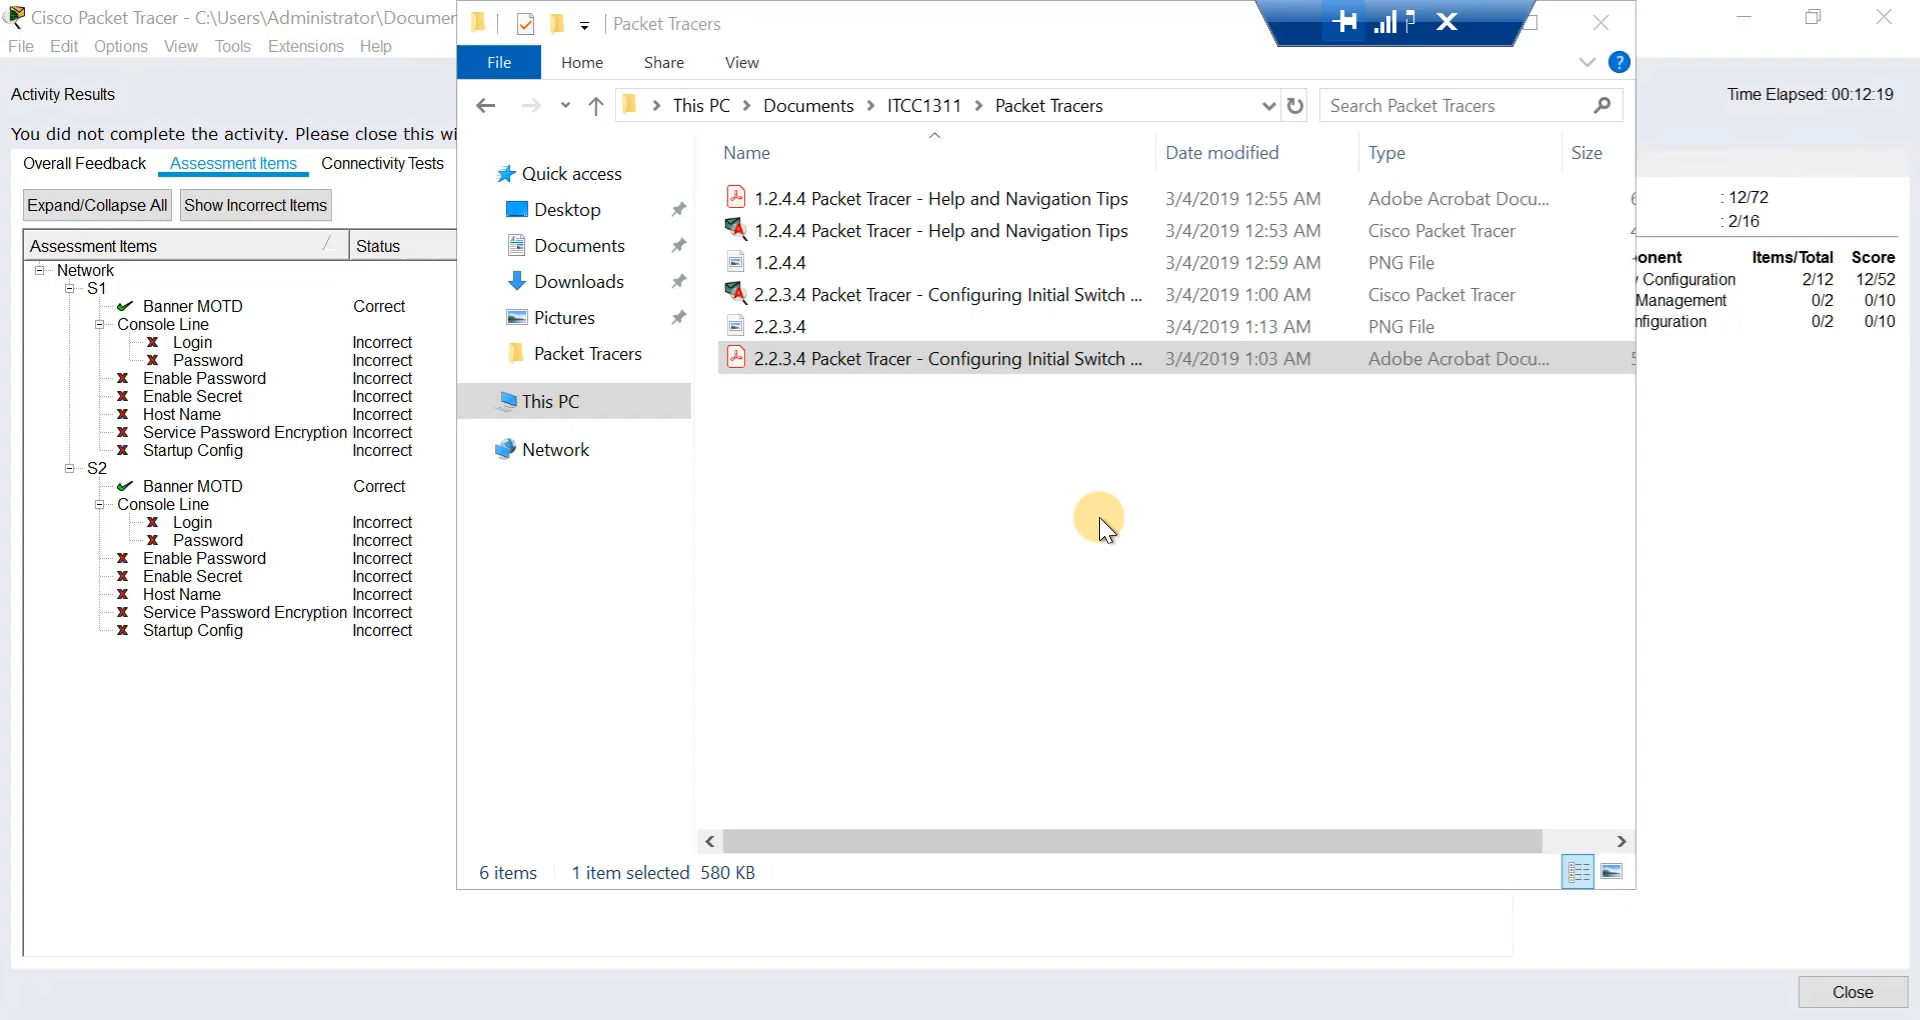 Cisco Packet Tracer - C:\Users\Administrator\Documen
File Edit Options View Tools Extensions Help
Activity Results
Time Elapsed: 00:12:19
You did not complete the activity. Please close this wi
Overall Feedback Assessment Items Connectivity Tests
Expand/Collapse All Show Incorrect Items
Assessment Items Status
Network
S1
Banner MOTD Correct
Console Line
Login Incorrect
Password Incorrect
Enable Password Incorrect
Enable Secret Incorrect
Host Name Incorrect
Service Password Encryption Incorrect
Startup Config Incorrect
S2
Banner MOTD Correct
Console Line
Login Incorrect
Password Incorrect
Enable Password Incorrect
Enable Secret Incorrect
Host Name Incorrect
Service Password Encryption Incorrect
Startup Config Incorrect
Packet Tracers
File Home Share View
?
This PC > Documents > ITCC1311 > Packet Tracers
Search Packet Tracers
Quick access
Desktop
Documents
Downloads
Pictures
Packet Tracers
This PC
Network
Name Date modified Type Size
1.2.4.4 Packet Tracer - Help and Navigation Tips 3/4/2019 12:55 AM Adobe Acrobat Docu...
1.2.4.4 Packet Tracer - Help and Navigation Tips 3/4/2019 12:53 AM Cisco Packet Tracer
1.2.4.4 3/4/2019 12:59 AM PNG File
2.2.3.4 Packet Tracer - Configuring Initial Switch ... 3/4/2019 1:00 AM Cisco Packet Tracer
2.2.3.4 3/4/2019 1:13 AM PNG File
2.2.3.4 Packet Tracer - Configuring Initial Switch ... 3/4/2019 1:03 AM Adobe Acrobat Docu...
6 items 1 item selected 580 KB
: 12/72
: 2/16
onent Items/Total Score
Configuration 2/12 12/52
Management 0/2 0/10
nfiguration 0/2 0/10
Close